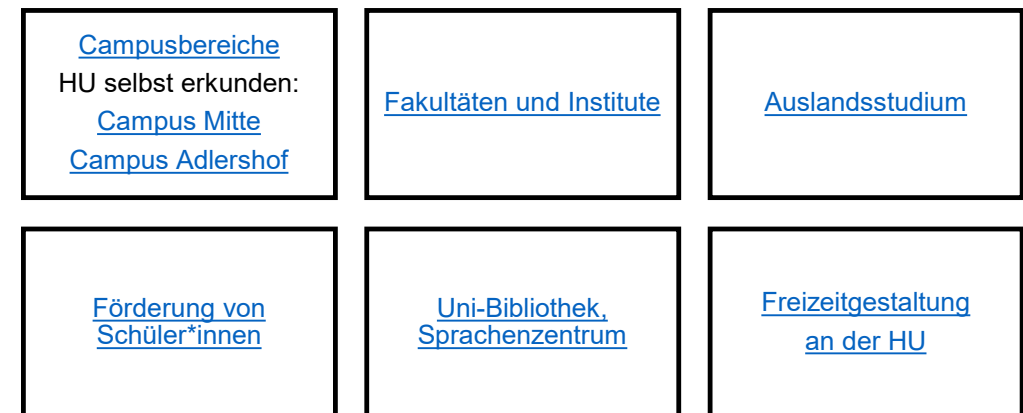 Campusbereiche
HU selbst erkunden:
Campus Mitte
Campus Adlershof
Fakultäten und Institute
Auslandsstudium
Förderung von
Schüler*innen
Uni-Bibliothek,
Sprachenzentrum
Freizeitgestaltung
an der HU